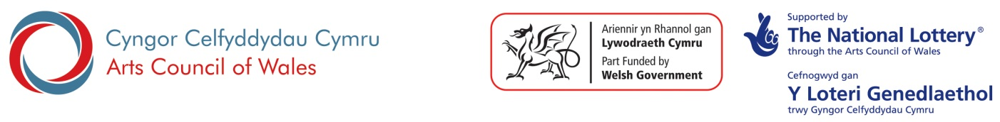 Cyngor Celfyddydau Cymru
Arts Council of Wales
Ariennir yn Rhannol gan
Lywodraeth Cymru
Part Funded by
Welsh Government
Supported by
The National Lottery®
through the Arts Council of Wales
Cefnogwyd gan
Y Loteri Genedlaethol
trwy Gyngor Celfyddydau Cymru